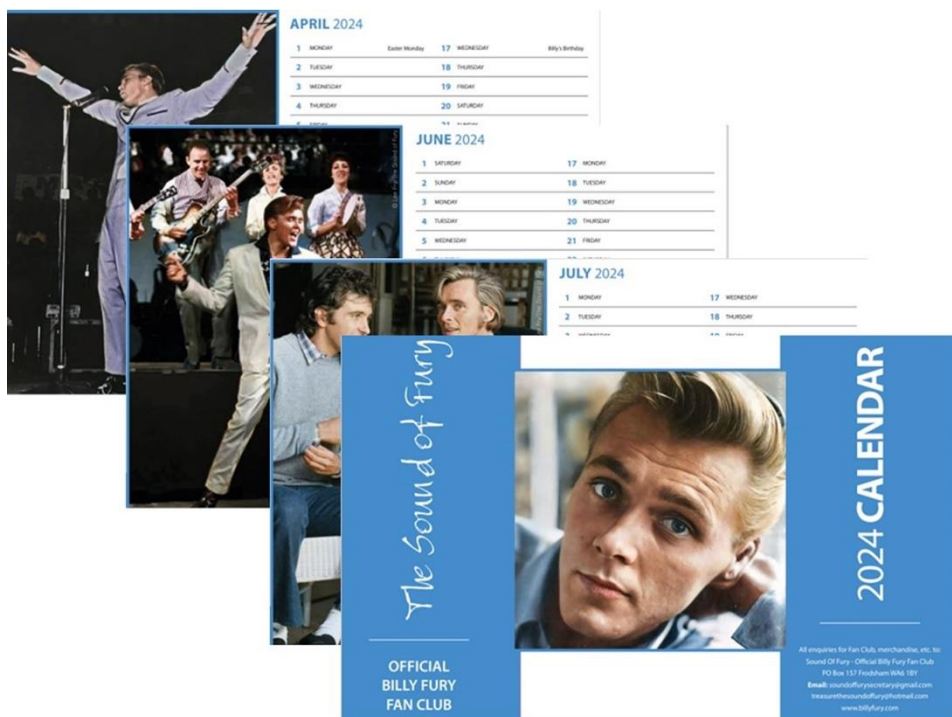 APRIL 2024
1 MONDAY Easter Monday 17 WEDNESDAY Billy's Birthday
2 TUESDAY 18 THURSDAY
3 WEDNESDAY 19 FRIDAY
4 THURSDAY 20 SATURDAY
JUNE 2024
1 SATURDAY 17 MONDAY
2 SUNDAY 18 TUESDAY
3 MONDAY 19 WEDNESDAY
4 TUESDAY 20 THURSDAY
5 WEDNESDAY 21 FRIDAY
JULY 2024
1 MONDAY 17 WEDNESDAY
2 TUESDAY 18 THURSDAY
The Sound of Fury
OFFICIAL
BILLY FURY
FAN CLUB
2024 CALENDAR
All enquiries for Fan Club, merchandise, etc. to:
Sound Of Fury - Official Billy Fury Fan Club
PO Box 157 Frodsham WA6 1BY
Email: soundoffurysecretary@gmail.com
treasurethesoundoffury@hotmail.com
www.billyfury.com